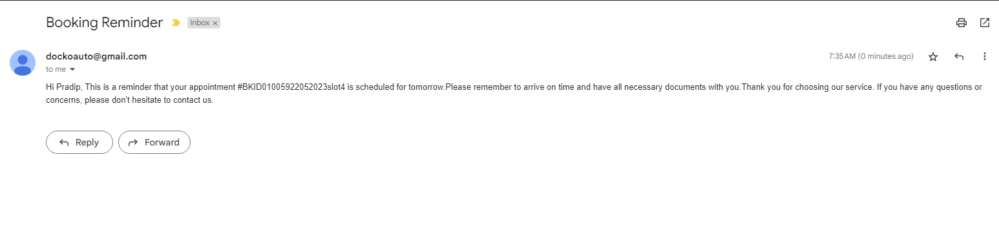 Booking Reminder Inbox ×
dockoauto@gmail.com 7:35 AM (0 minutes ago)
to me
Hi Pradip, This is a reminder that your appointment #BKID01005922052023slot4 is scheduled for tomorrow.Please remember to arrive on time and have all necessary documents with you.Thank you for choosing our service. If you have any questions or
concerns, please don't hesitate to contact us.
Reply Forward